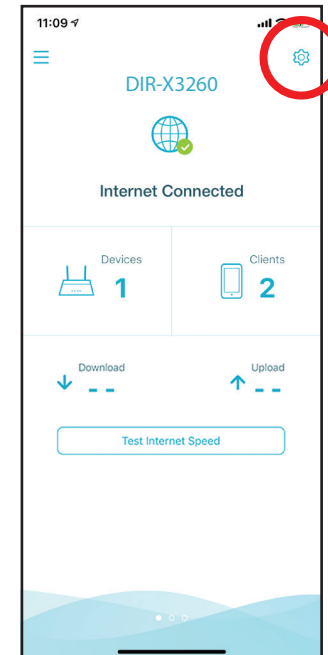 11:09
DIR-X3260
Internet Connected
Devices
1
Clients
2
Download
- -
Upload
- -
Test Internet Speed